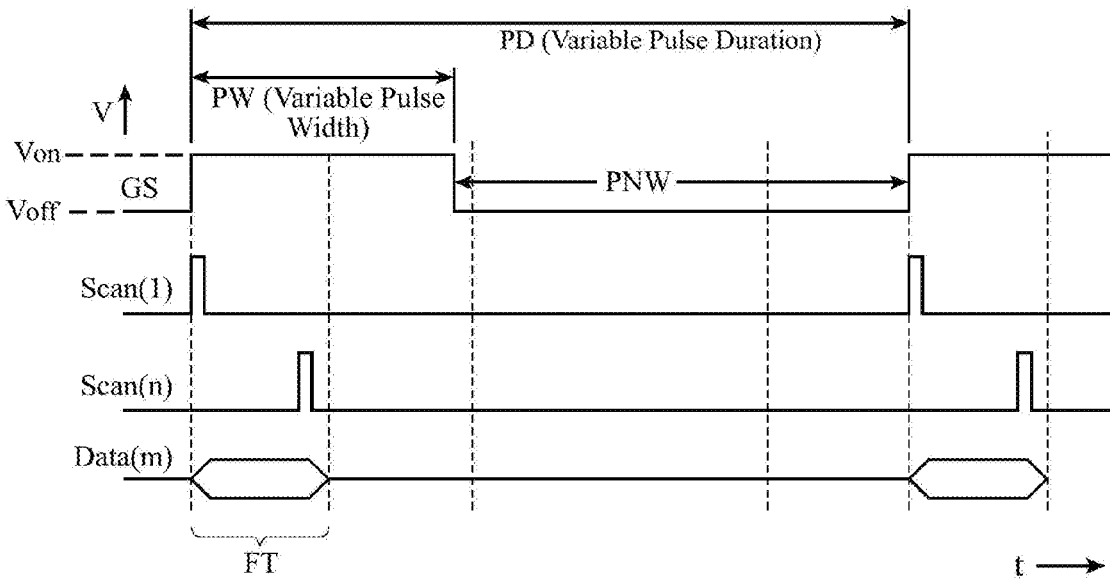 PD (Variable Pulse Duration)
PW (Variable Pulse
Width)
V
Von
GS
PNW
Voff
Scan(1)
Scan(n)
Data(m)
FT
t